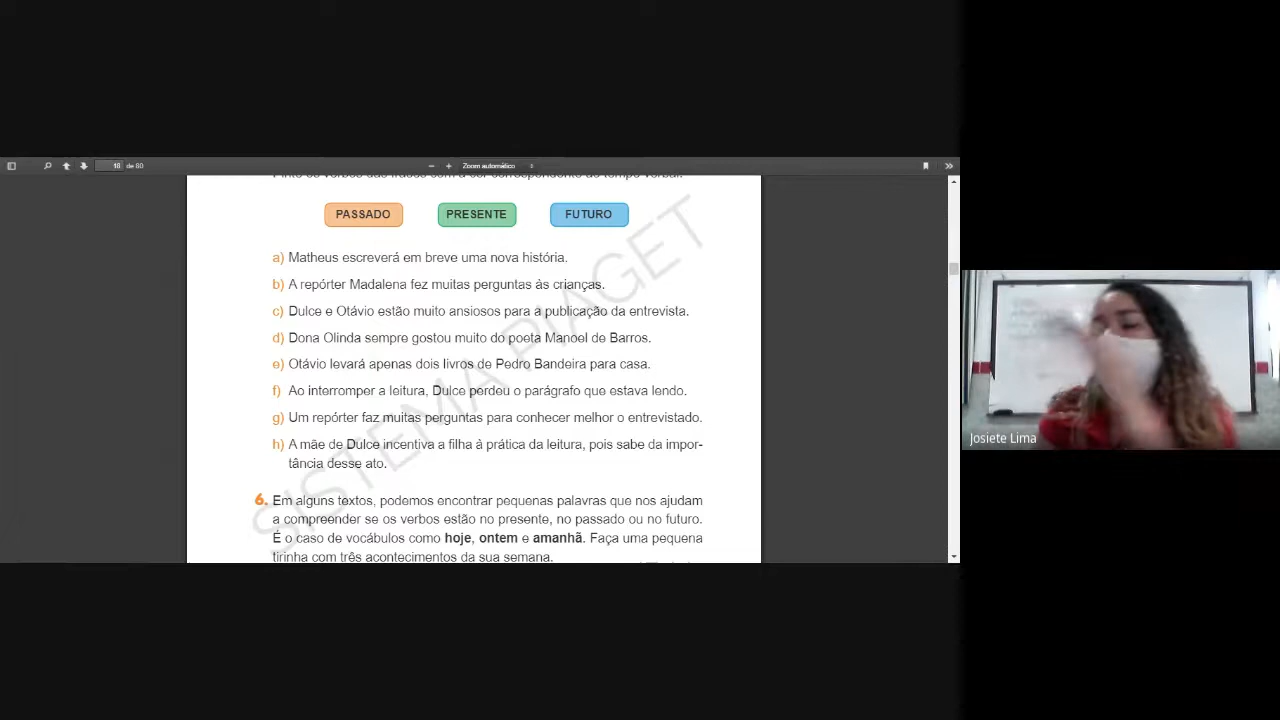 18 de 80
Zoom automático
PASSADO PRESENTE FUTURO
a) Matheus escreverá em breve uma nova história.
b) A repórter Madalena fez muitas perguntas às crianças.
c) Dulce e Otávio estão muito ansiosos para a publicação da entrevista.
d) Dona Olinda sempre gostou muito do poeta Manoel de Barros.
e) Otávio levará apenas dois livros de Pedro Bandeira para casa.
f) Ao interromper a leitura, Dulce perdeu o parágrafo que estava lendo.
g) Um repórter faz muitas perguntas para conhecer melhor o entrevistado.
h) A mãe de Dulce incentiva a filha à prática da leitura, pois sabe da impor-
tância desse ato.
6. Em alguns textos, podemos encontrar pequenas palavras que nos ajudam
a compreender se os verbos estão no presente, no passado ou no futuro.
É o caso de vocábulos como hoje, ontem e amanhã. Faça uma pequena
tirinha com três acontecimentos da sua semana.
SISTEMA PIAGET
Josiete Lima